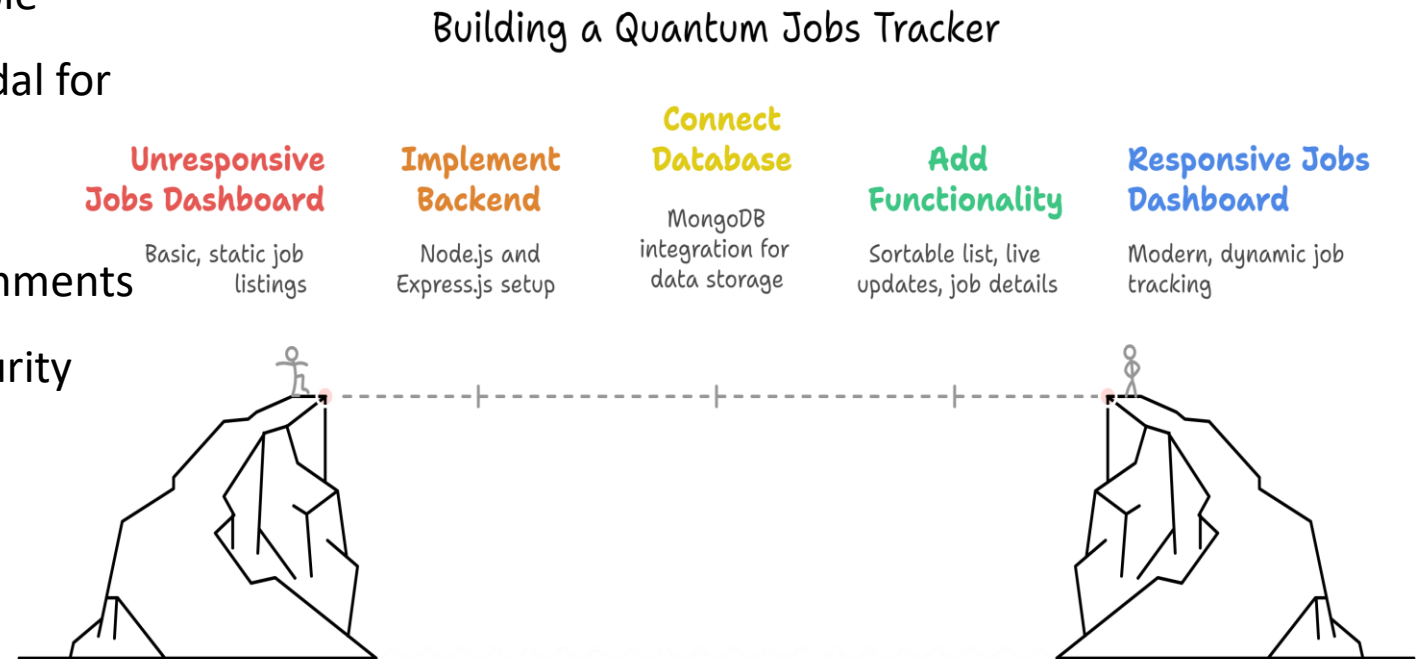 Building a Quantum Jobs Tracker
dal for
Unresponsive
Jobs Dashboard
Basic, static job
listings
Implement
Backend
Node.js and
Express.js setup
Connect
Database
MongoDB
integration for
data storage
Add
Functionality
Sortable list, live
updates, job details
Responsive Jobs
Dashboard
Modern, dynamic job
tracking
nments
urity